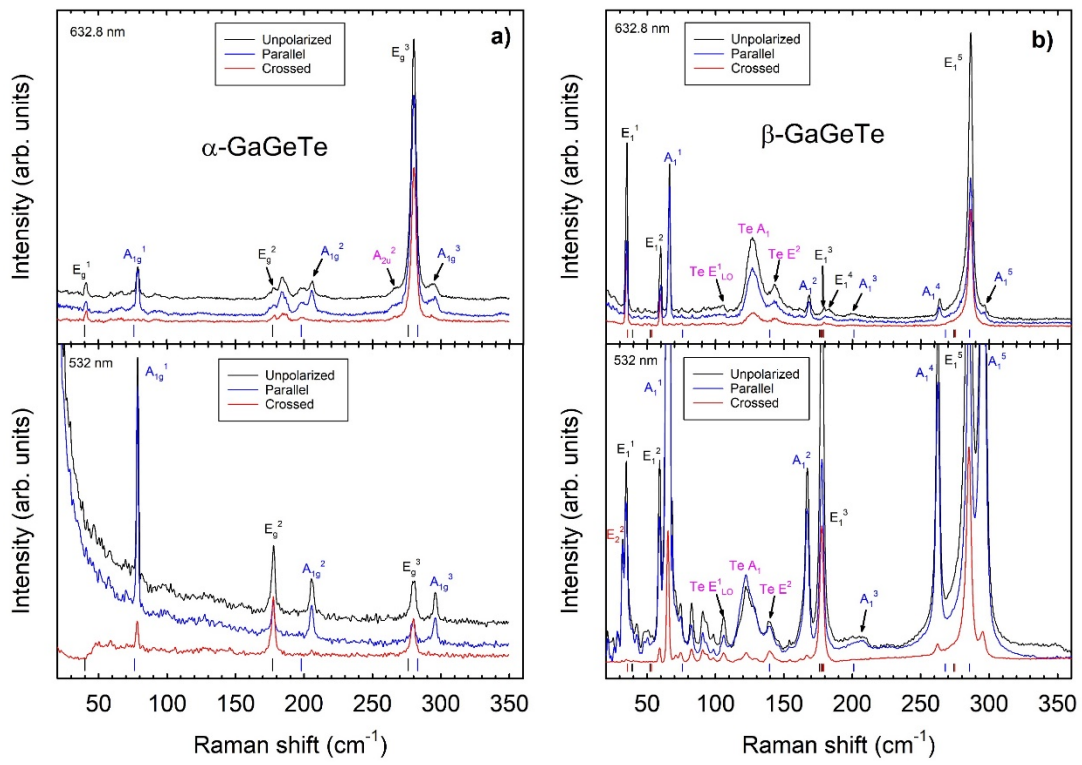 632.8 nm
a)
Unpolarized
Parallel
Crossed
α-GaGeTe
E_g^1
A_1g^1
E_g^2
A_1g^2
A_2u^2
E_g^3
A_1g^3
Intensity (arb. units)
532 nm
Unpolarized
Parallel
Crossed
A_1g^1
E_g^2
A_1g^2
E_g^3
A_1g^3
Intensity (arb. units)
50 100 150 200 250 300 350
Raman shift (cm^-1)
632.8 nm
b)
Unpolarized
Parallel
Crossed
β-GaGeTe
E_1^1
E_1^2
A_1^1
Te E^1_LO
Te A_1
Te E^2
A_1^2
E_1^3
E_1^4
A_1^3
A_1^4
E_1^5
A_1^5
Intensity (arb. units)
532 nm
Unpolarized
Parallel
Crossed
E_2^2
E_1^1
E_1^2
A_1^1
Te E^1_LO
Te A_1
Te E^2
A_1^2
E_1^3
A_1^3
A_1^4
E_1^5
A_1^5
Intensity (arb. units)
50 100 150 200 250 300 350
Raman shift (cm^-1)